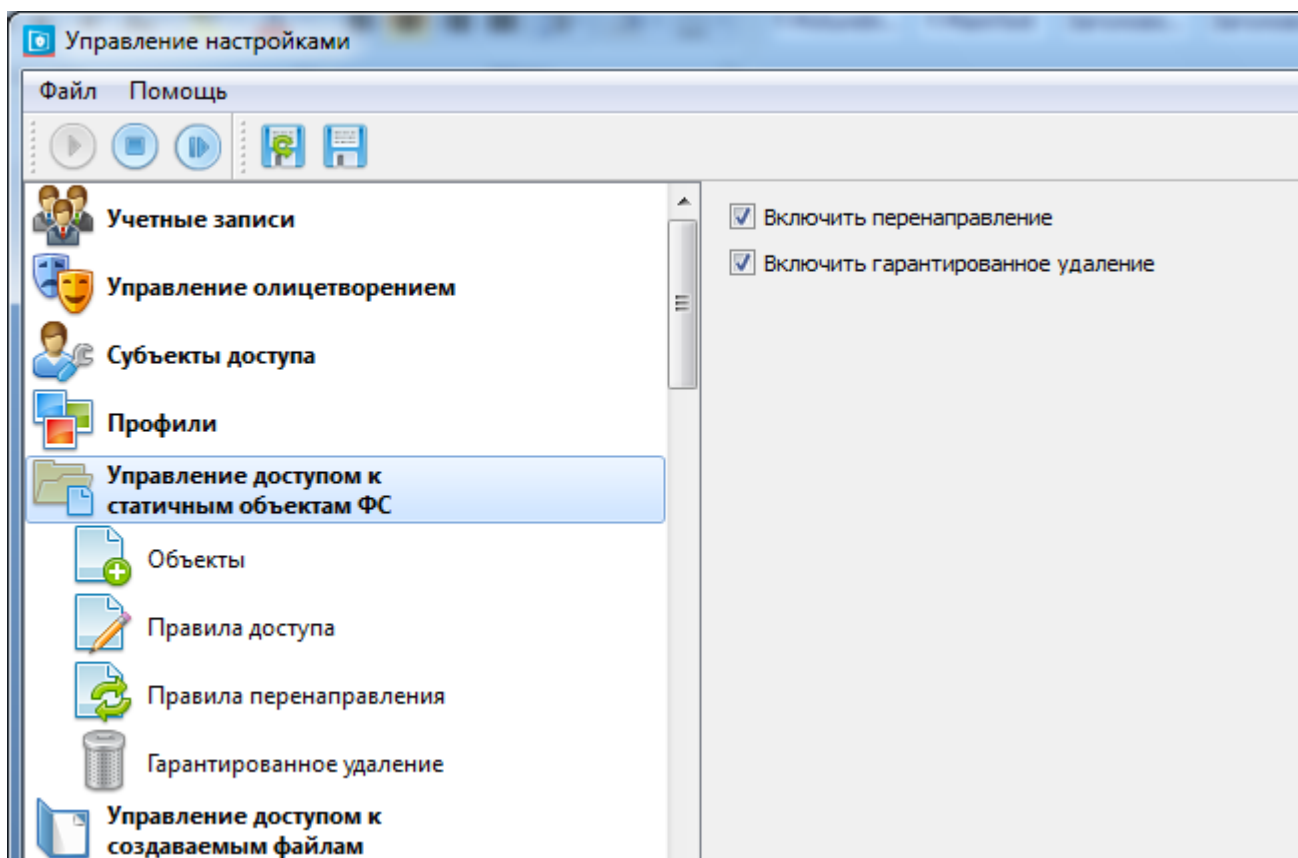 Управление настройками
Файл Помощь
Учетные записи
Управление олицетворением
Субъекты доступа
Профили
Управление доступом к
статичным объектам ФС
Объекты
Правила доступа
Правила перенаправления
Гарантированное удаление
Управление доступом к
создаваемым файлам
Включить перенаправление
Включить гарантированное удаление